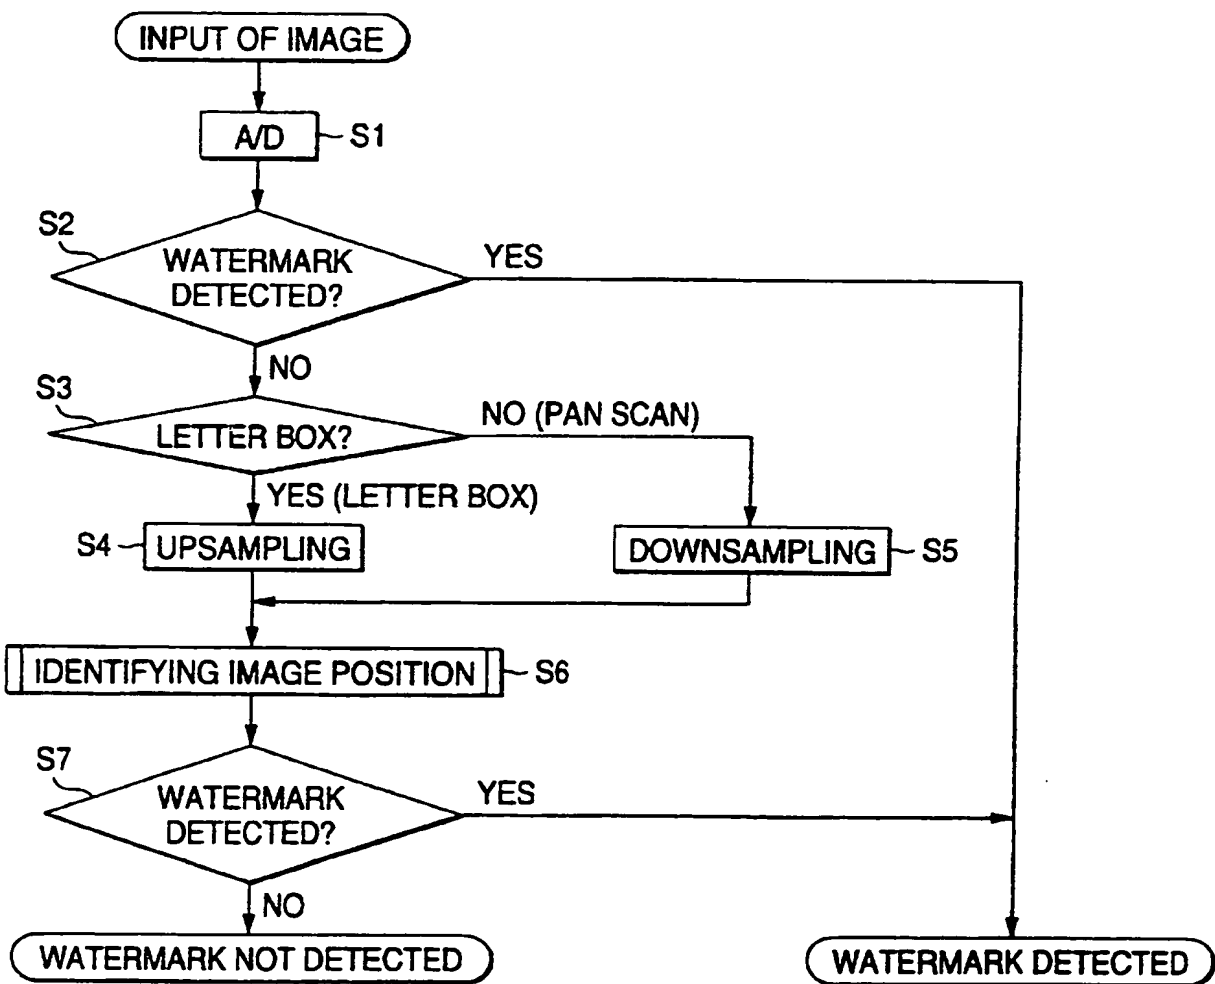 INPUT OF IMAGE
A/D
S1
S2
WATERMARK
DETECTED?
YES
NO
S3
LETTER BOX?
NO (PAN SCAN)
YES (LETTER BOX)
S4
UPSAMPLING
DOWNSAMPLING
S5
IDENTIFYING IMAGE POSITION
S6
S7
WATERMARK
DETECTED?
YES
NO
WATERMARK NOT DETECTED
WATERMARK DETECTED